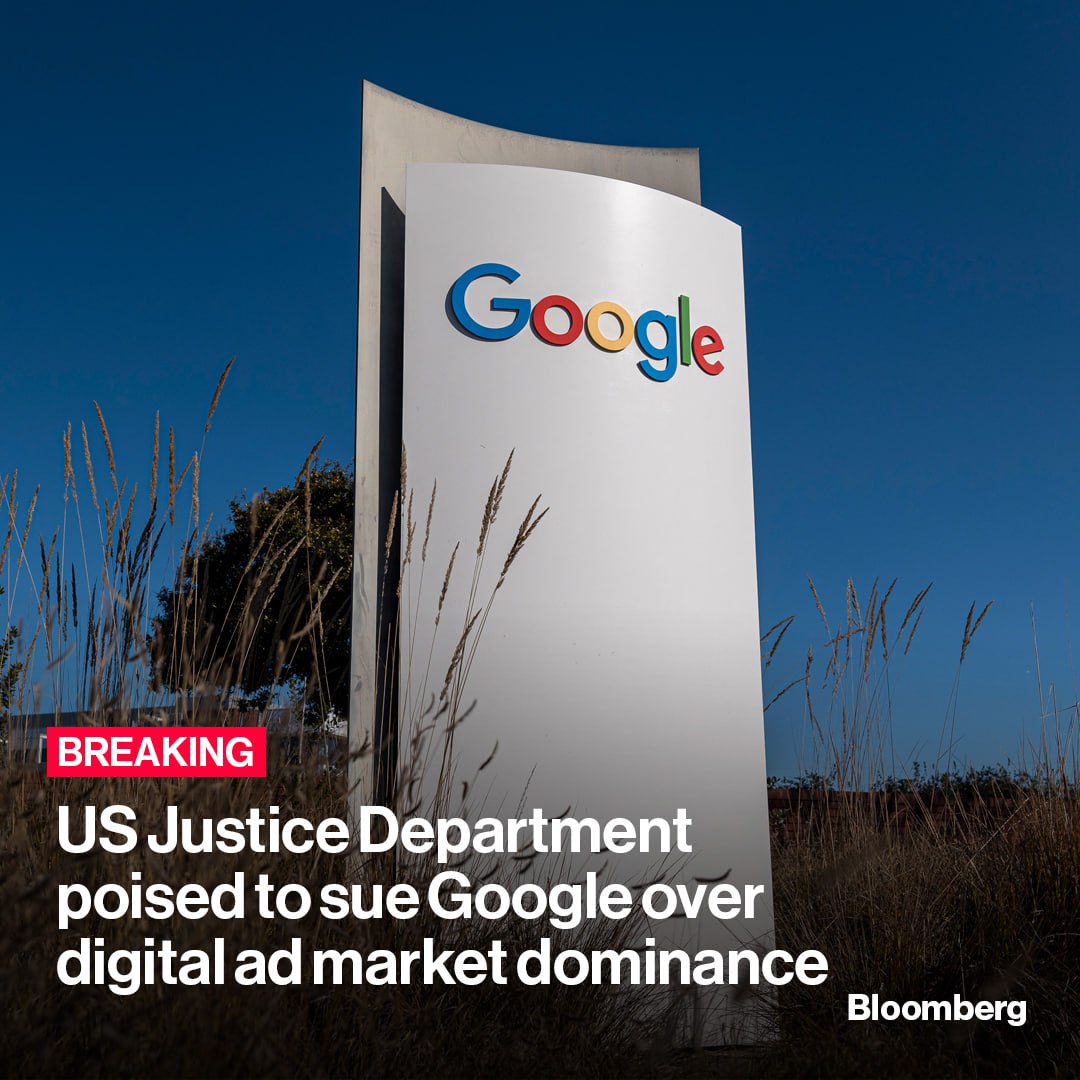 Google
BREAKING
US Justice Department
poised to sue Google over
digital ad market dominance
Bloomberg